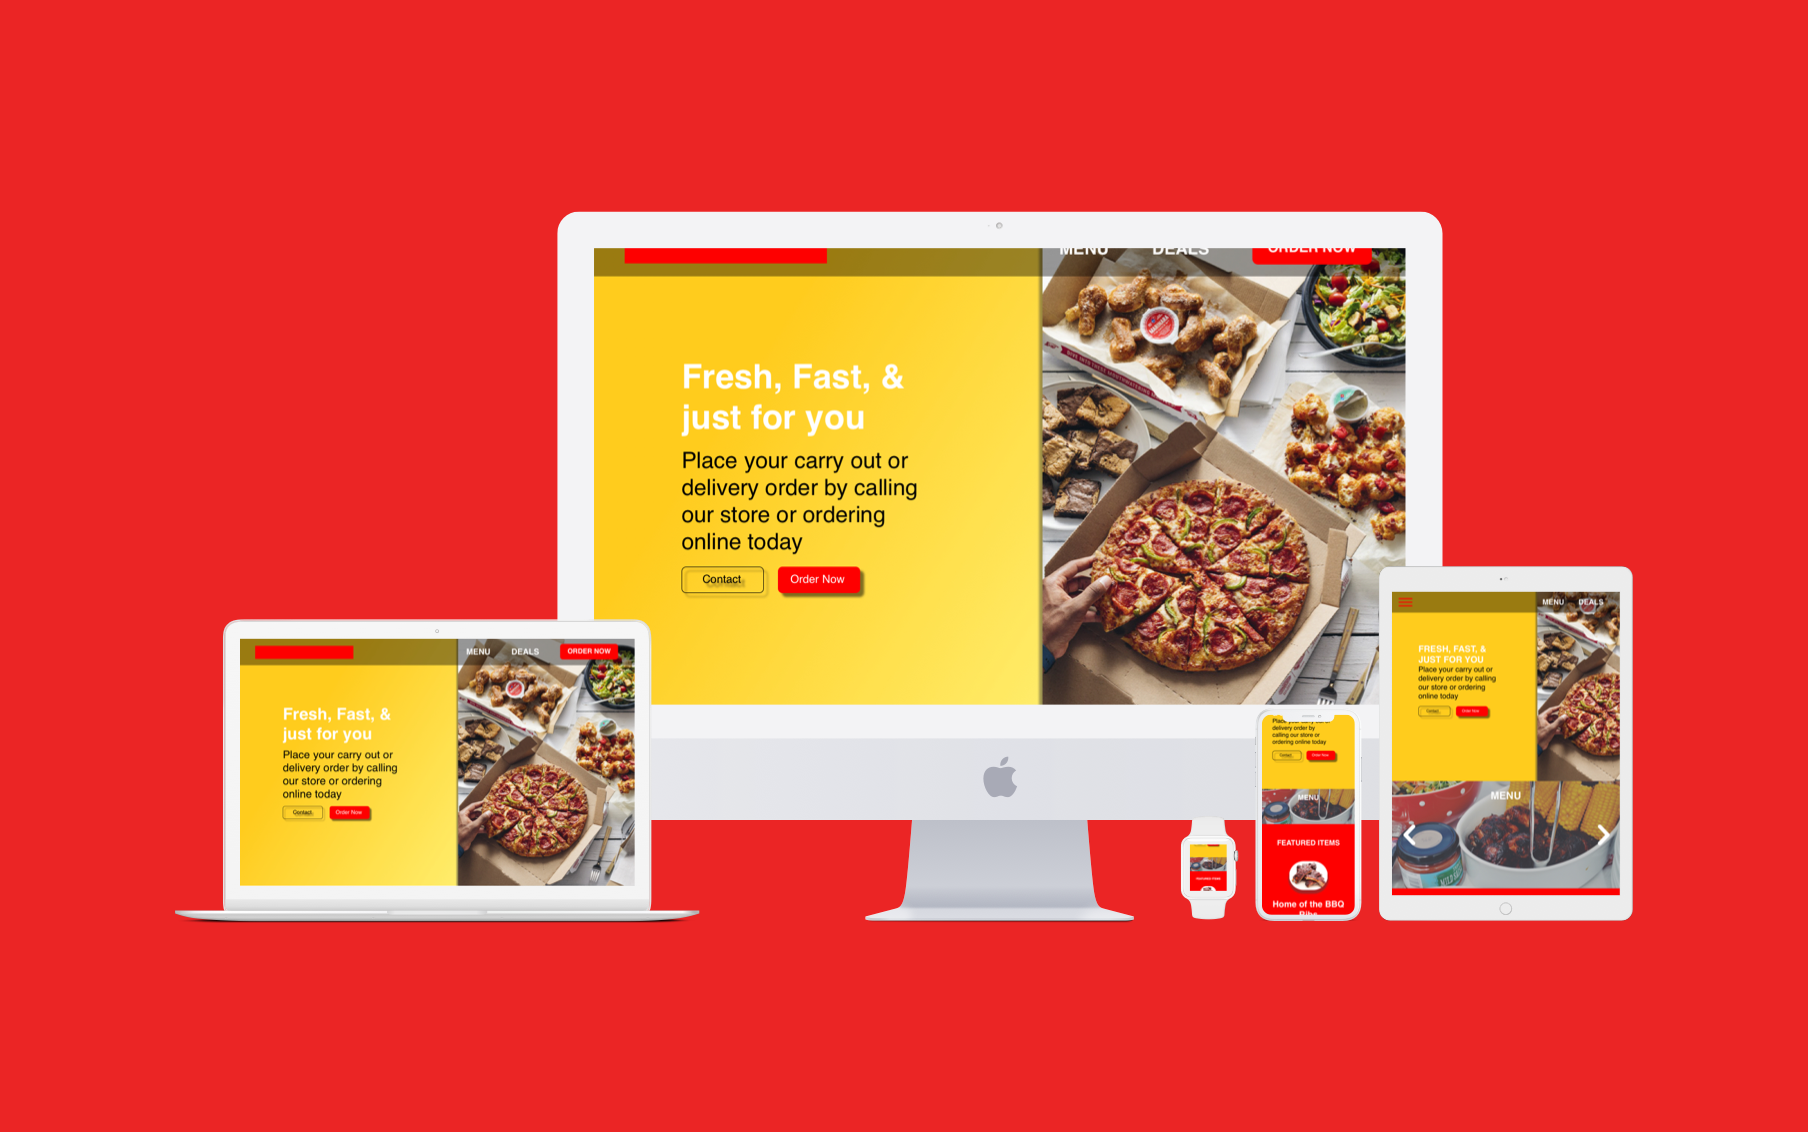 MENU DEALS ORDER NOW
Fresh, Fast, &
just for you
Place your carry out or
delivery order by calling
our store or ordering
online today
Contact Order Now
MENU DEALS ORDER NOW
Fresh, Fast, &
just for you
Place your carry out or
delivery order by calling
our store or ordering
online today
Contact Order Now
Place your carry out or
delivery order by
calling our store or
ordering online today
Contact Order Now
MENU
FEATURED ITEMS
Home of the BBQ
Ribs
FEATURED ITEMS
MENU DEALS
FRESH, FAST, &
JUST FOR YOU
Place your carry out or
delivery order by calling
our store or ordering
online today
Contact Order Now
MENU